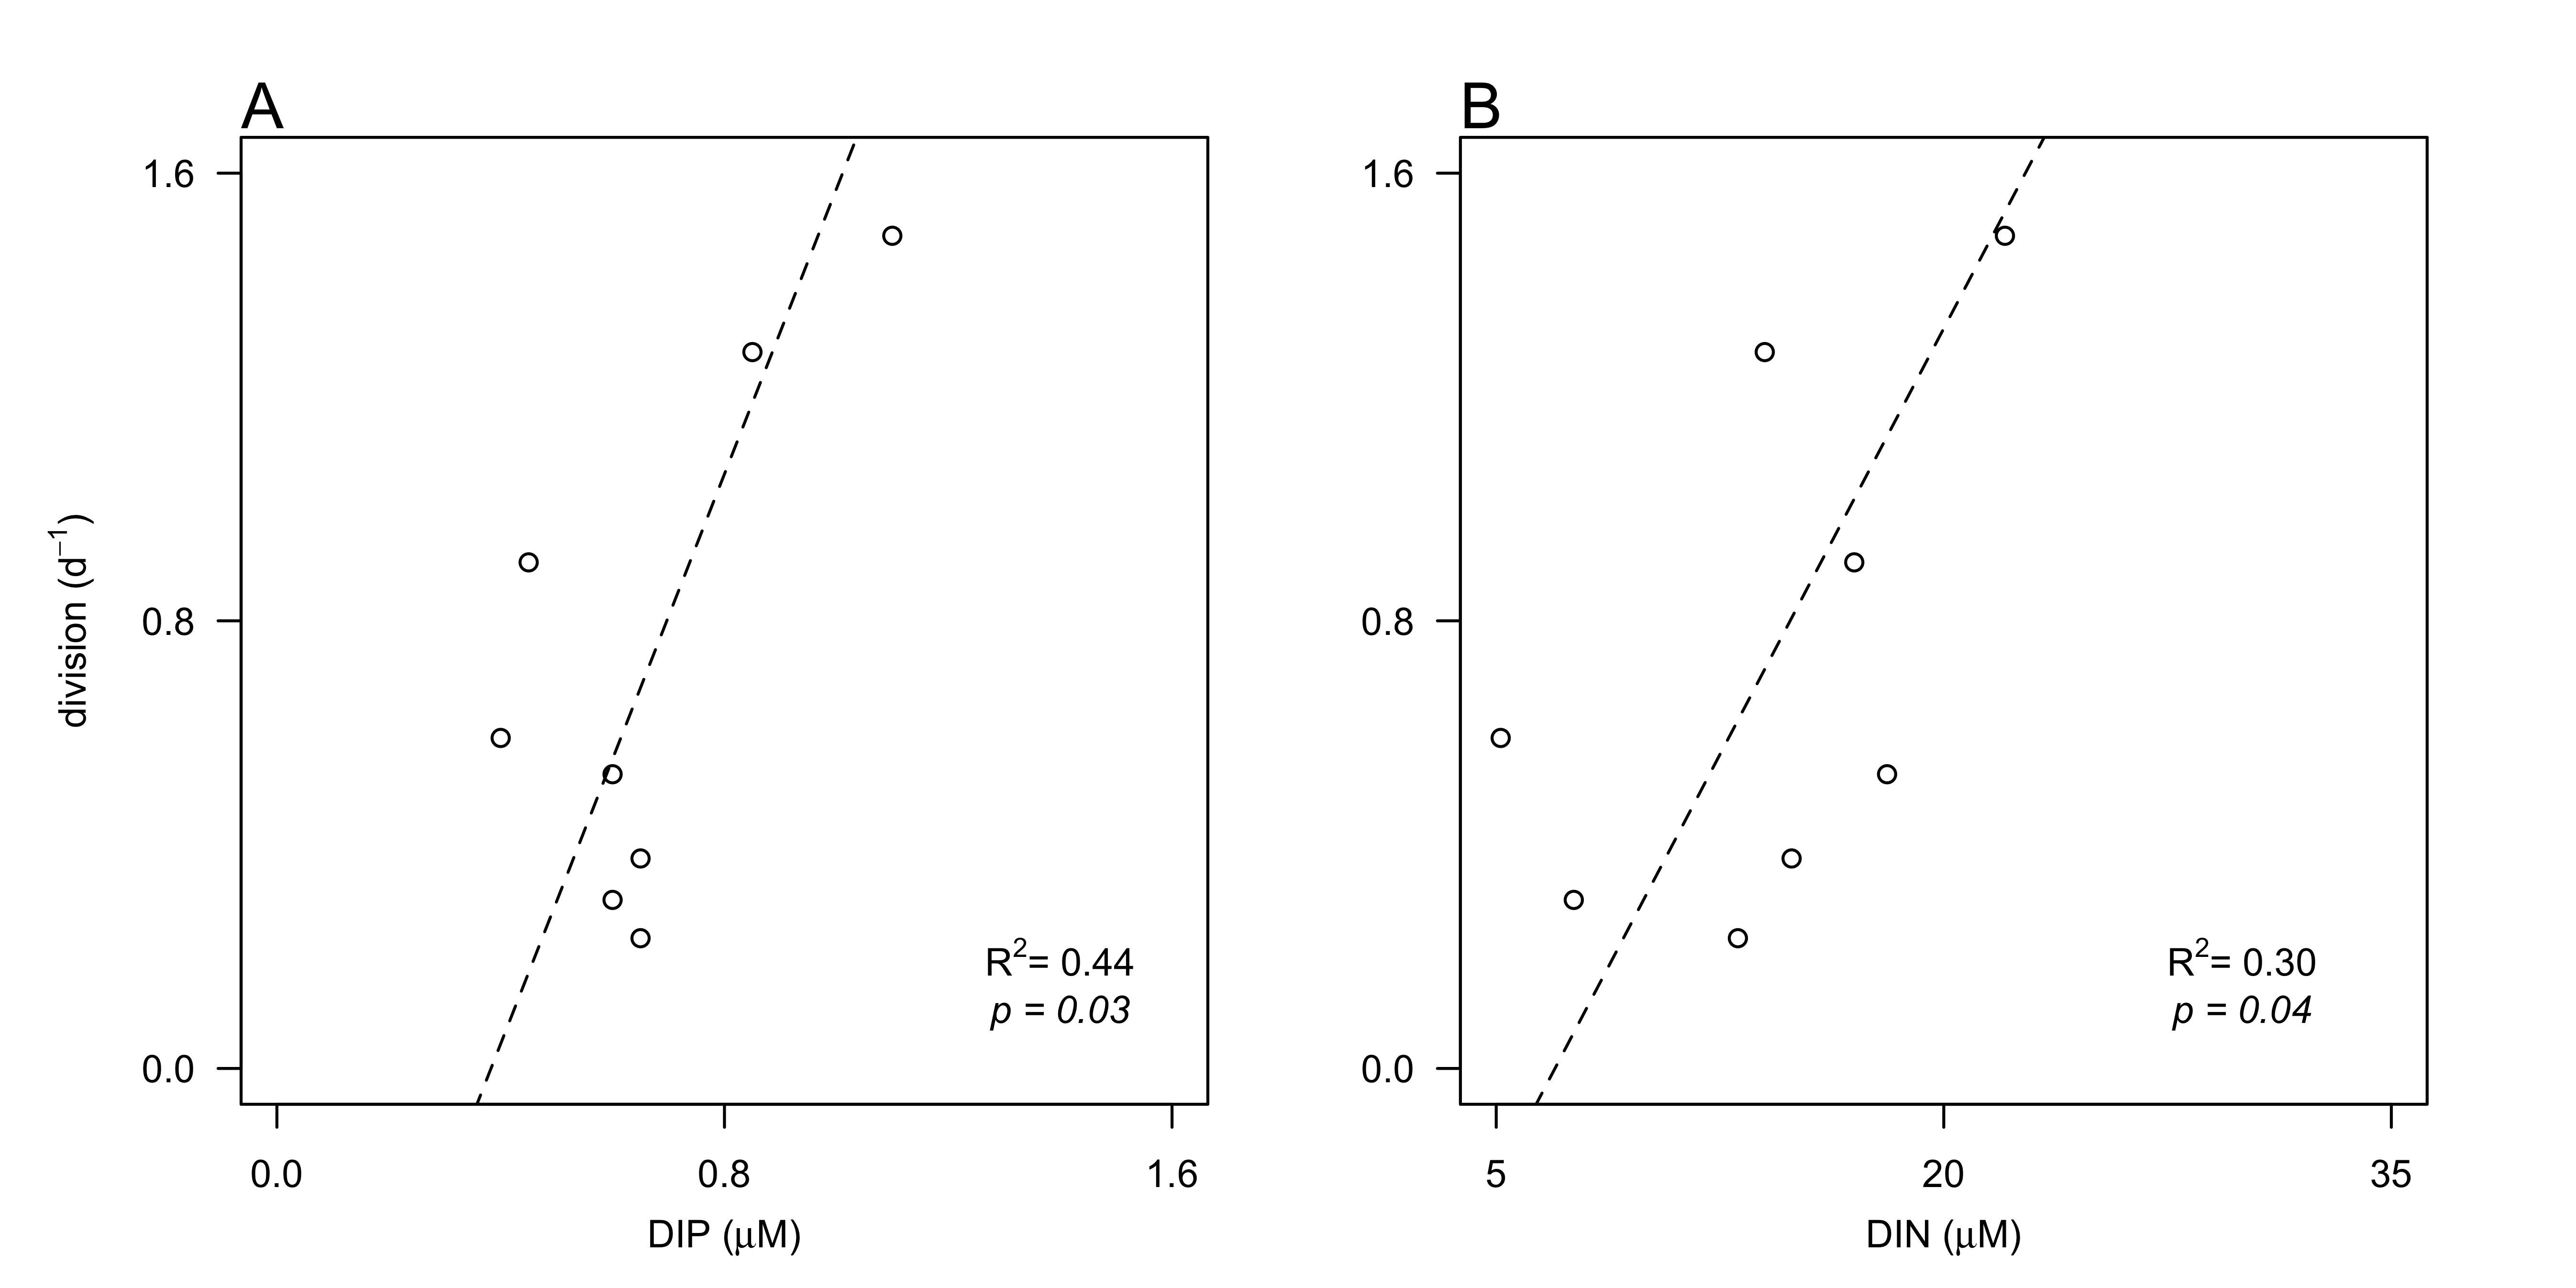 A
1.6
0.8
0.0
division (d⁻¹)
0.0 0.8 1.6
DIP (µM)
R²= 0.44
p = 0.03
B
1.6
0.8
0.0
5 20 35
DIN (µM)
R²= 0.30
p = 0.04